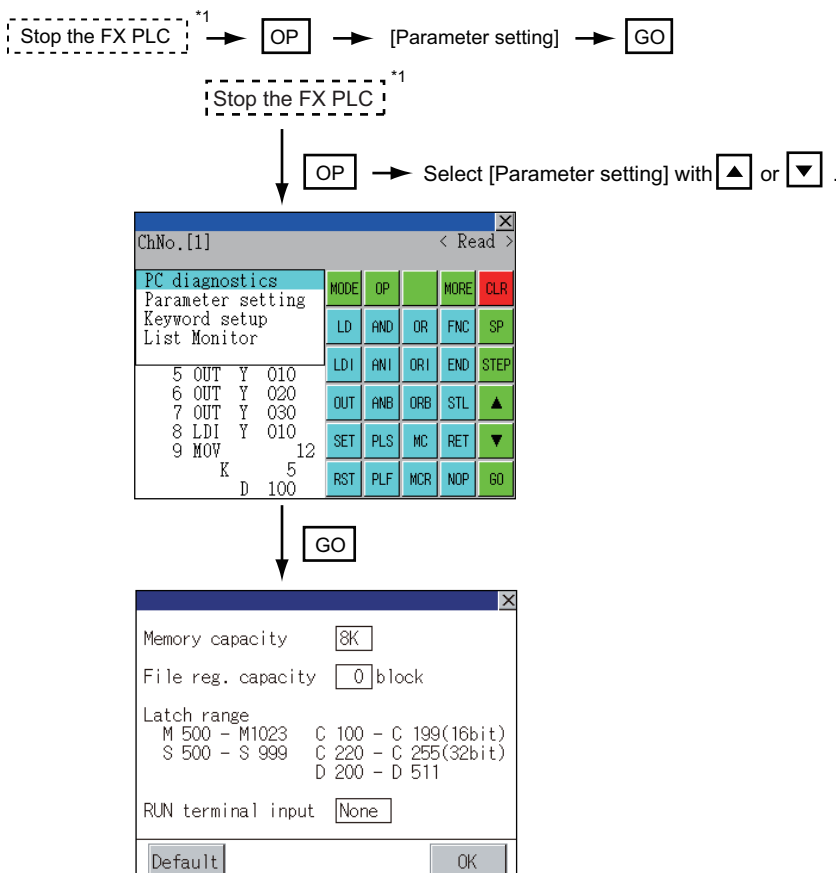 Stop the FX PLC *1 OP [Parameter setting] GO
Stop the FX PLC *1
OP Select [Parameter setting] with ▲ or ▼ .
ChNo.[1] < Read >
PC diagnostics
Parameter setting
Keyword setup
List Monitor
5 OUT Y 010
6 OUT Y 020
7 OUT Y 030
8 LDI Y 010
9 MOV 12
K 5
D 100
MODE OP MORE CLR
LD AND OR FNC SP
LDI ANI ORI END STEP
OUT ANB ORB STL ▲
SET PLS MC RET ▼
RST PLF MCR NOP GO
GO
Memory capacity 8K
File reg. capacity 0 block
Latch range
M 500 - M1023 C 100 - C 199(16bit)
S 500 - S 999 C 220 - C 255(32bit)
D 200 - D 511
RUN terminal input None
Default OK